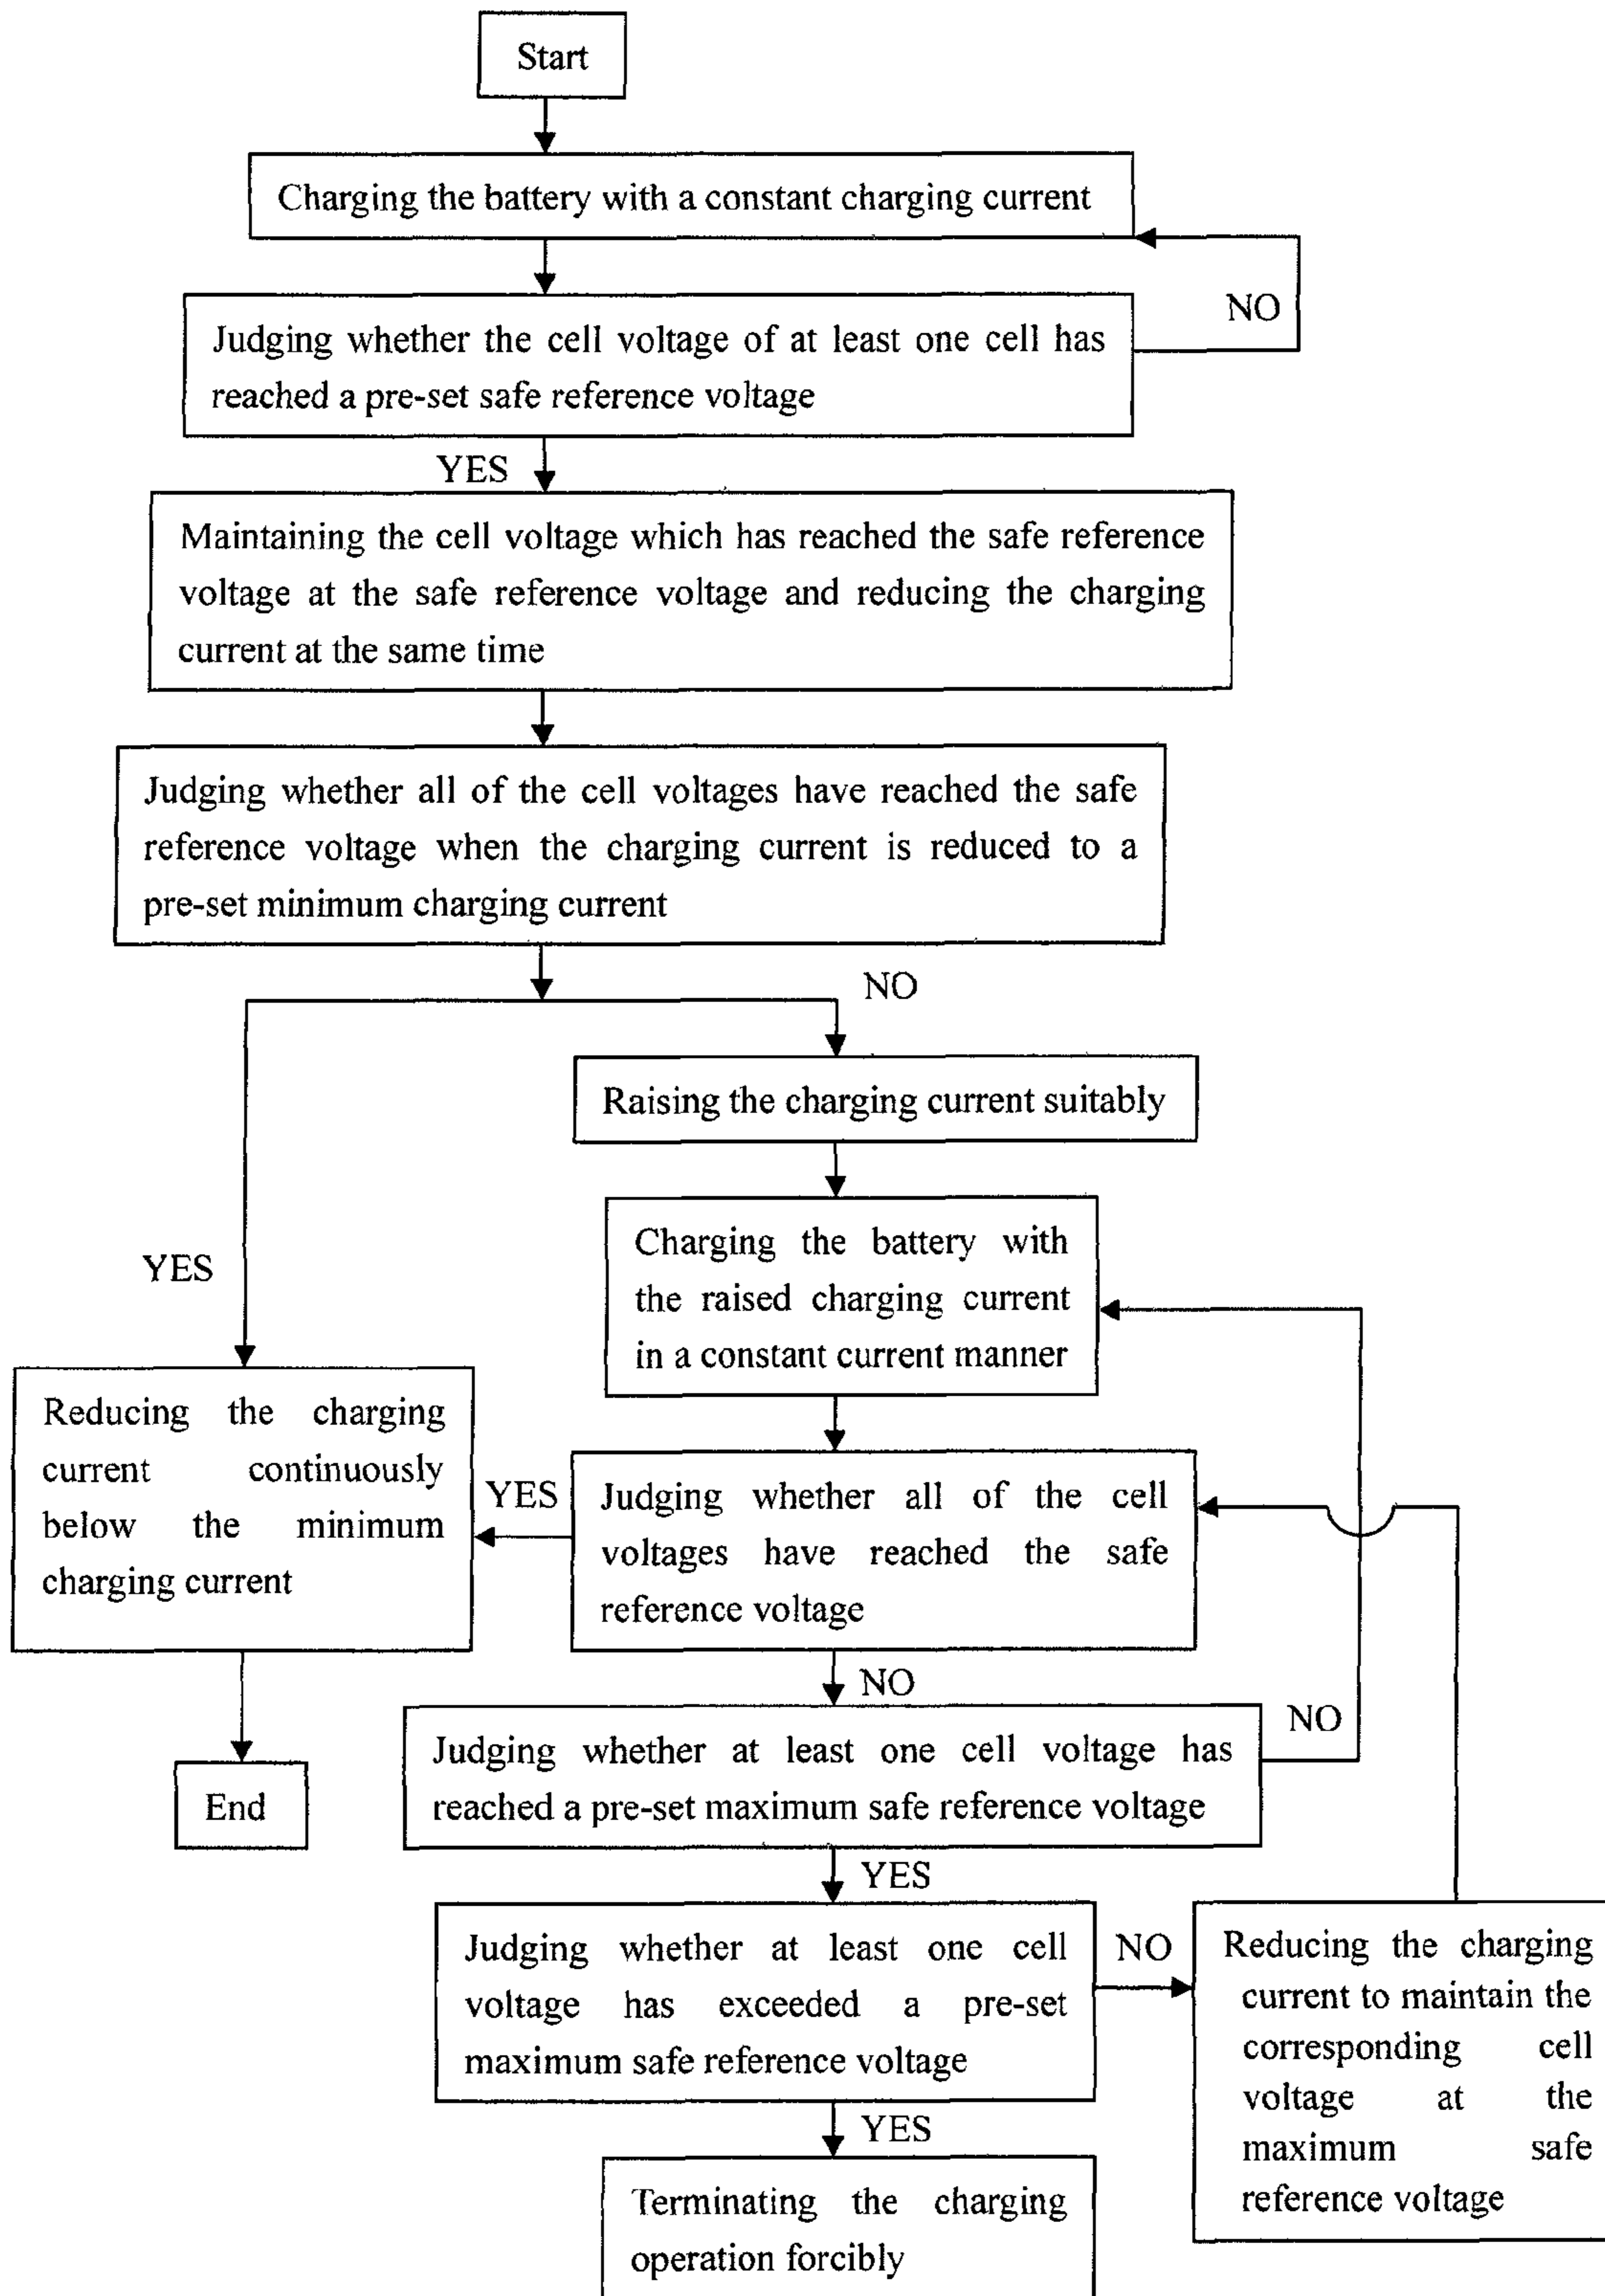 Start
Charging the battery with a constant charging current
NO
Judging whether the cell voltage of at least one cell has
reached a pre-set safe reference voltage
YES
Maintaining the cell voltage which has reached the safe reference
voltage at the safe reference voltage and reducing the charging
current at the same time
Judging whether all of the cell voltages have reached the safe
reference voltage when the charging current is reduced to a
pre-set minimum charging current
NO
Raising the charging current suitably
YES
Charging the battery with
the raised charging current
in a constant current manner
Reducing the charging
current continuously
below the minimum
charging current
YES
Judging whether all of the cell
voltages have reached the safe
reference voltage
NO
NO
Judging whether at least one cell voltage has
reached a pre-set maximum safe reference voltage
End
YES
Judging whether at least one cell
voltage has exceeded a pre-set
maximum safe reference voltage
NO
Reducing the charging
current to maintain the
corresponding cell
voltage at the
maximum safe
reference voltage
YES
Terminating the charging
operation forcibly